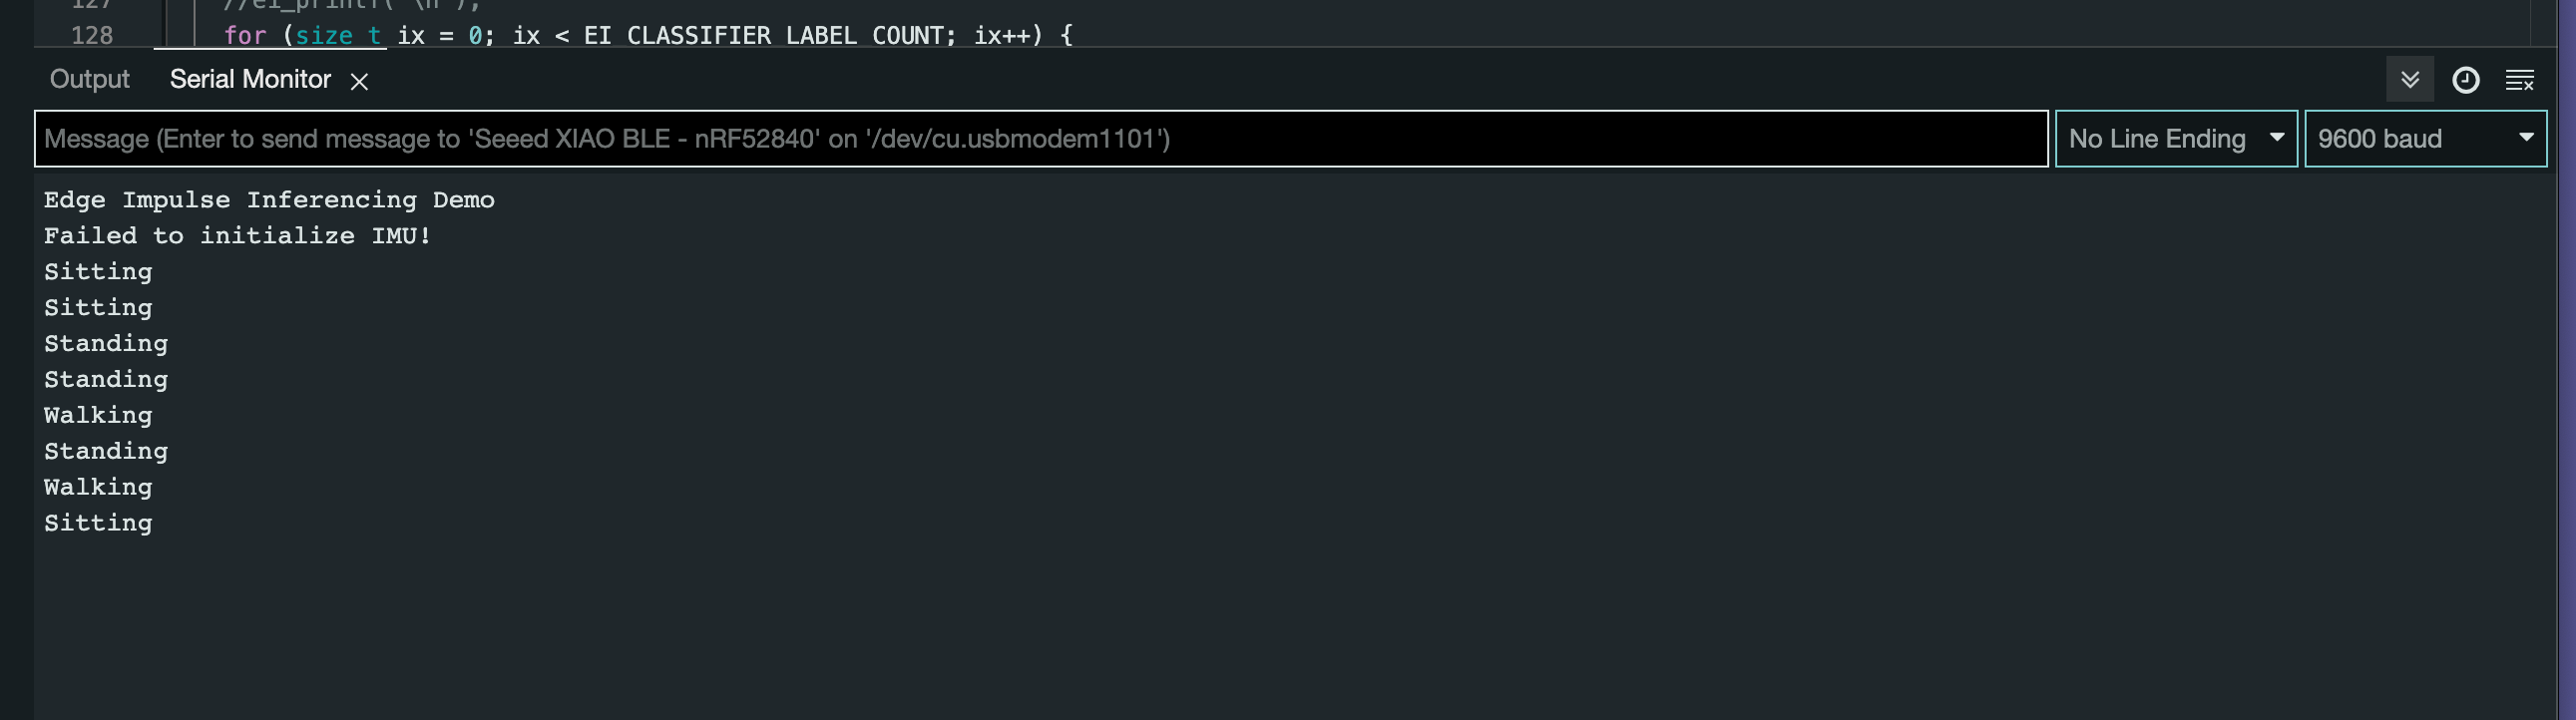 127 //ei_printf("\n");
128 for (size_t ix = 0; ix < EI_CLASSIFIER_LABEL_COUNT; ix++) {
Output Serial Monitor
Message (Enter to send message to 'Seeed XIAO BLE - nRF52840' on '/dev/cu.usbmodem1101') No Line Ending 9600 baud
Edge Impulse Inferencing Demo
Failed to initialize IMU!
Sitting
Sitting
Standing
Standing
Walking
Standing
Walking
Sitting